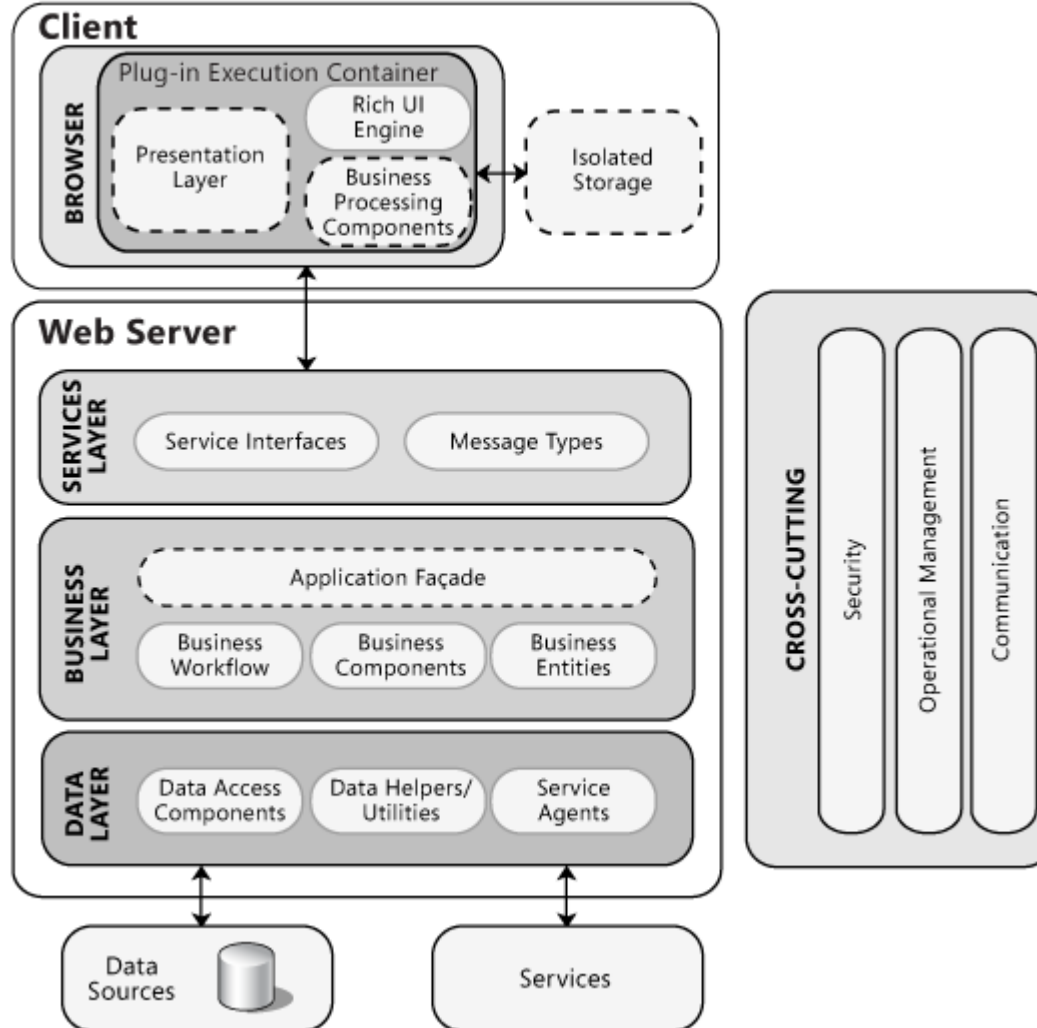 Client
BROWSER
Plug-in Execution Container
Presentation
Layer
Rich UI
Engine
Business
Processing
Components
Isolated
Storage
Web Server
SERVICES
LAYER
Service Interfaces
Message Types
BUSINESS
LAYER
Application Façade
Business
Workflow
Business
Components
Business
Entities
DATA
LAYER
Data Access
Components
Data Helpers/
Utilities
Service
Agents
Data
Sources
Services
CROSS-CUTTING
Security
Operational Management
Communication